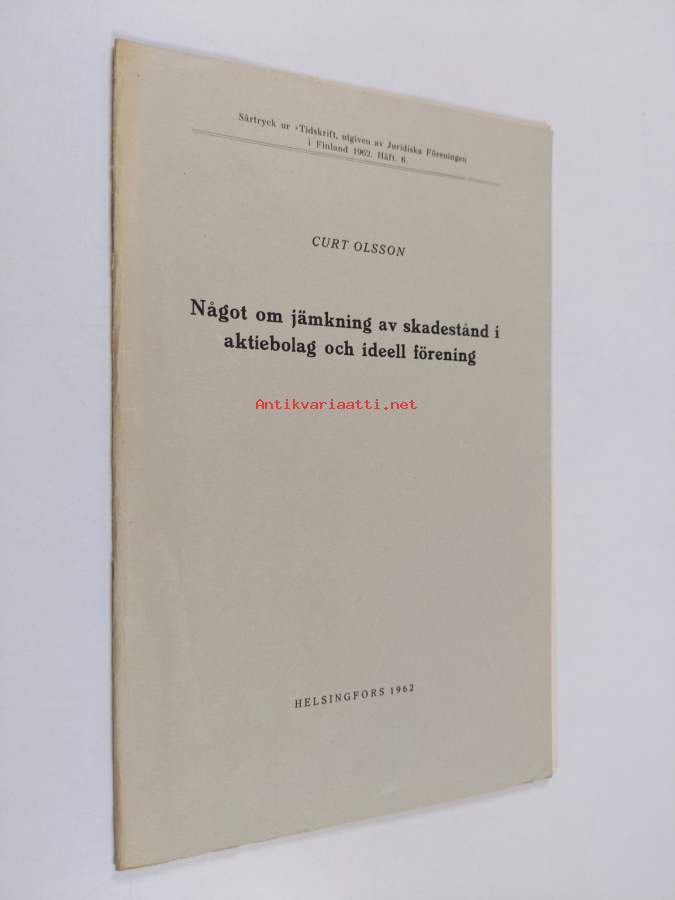 Särtryck ur »Tidskrift, utgiven av Juridiska Föreningen
i Finland 1962. Häft. 6.
CURT OLSSON
Något om jämkning av skadestånd i
aktiebolag och ideell förening
Antikvariaatti.net
HELSINGFORS 1962